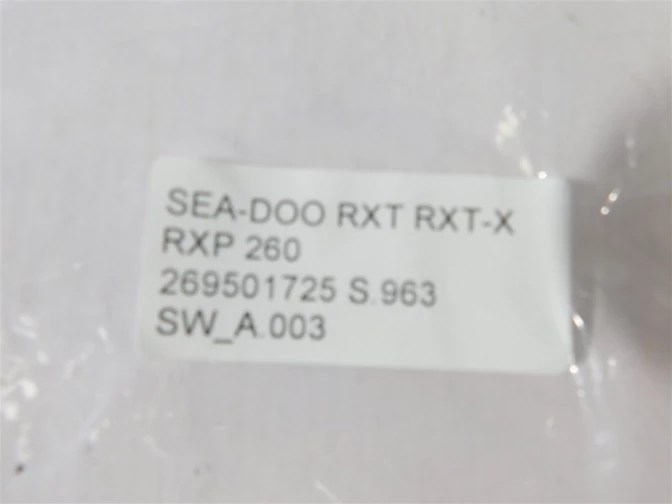 SEA-DOO RXT RXT-X
RXP 260
269501725 S.963
SW_A.003